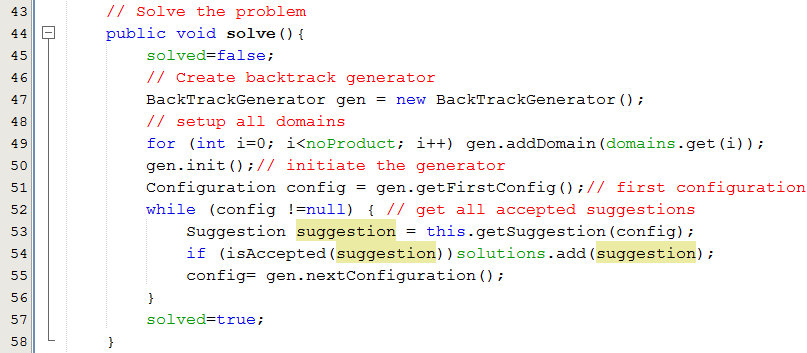 43 // Solve the problem
44 public void solve(){
45 solved=false;
46 // Create backtrack generator
47 BackTrackGenerator gen = new BackTrackGenerator();
48 // setup all domains
49 for (int i=0; i<noProduct; i++) gen.addDomain(domains.get(i));
50 gen.init();// initiate the generator
51 Configuration config = gen.getFirstConfig();// first configuration
52 while (config !=null) { // get all accepted suggestions
53 Suggestion suggestion = this.getSuggestion(config);
54 if (isAccepted(suggestion))solutions.add(suggestion);
55 config= gen.nextConfiguration();
56 }
57 solved=true;
58 }